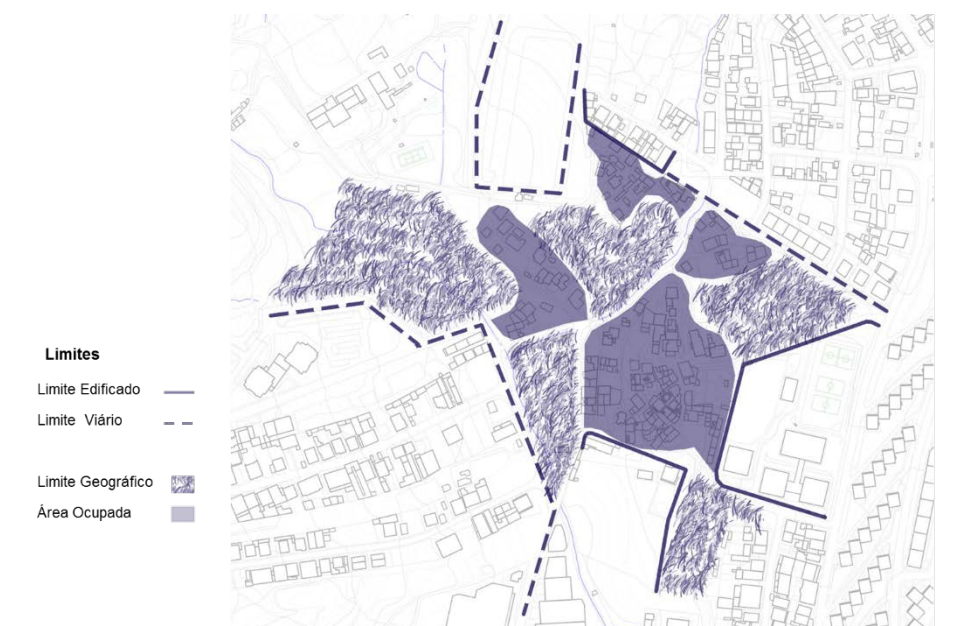 Limites
Limite Edificado
Limite Viário
Limite Geográfico
Área Ocupada